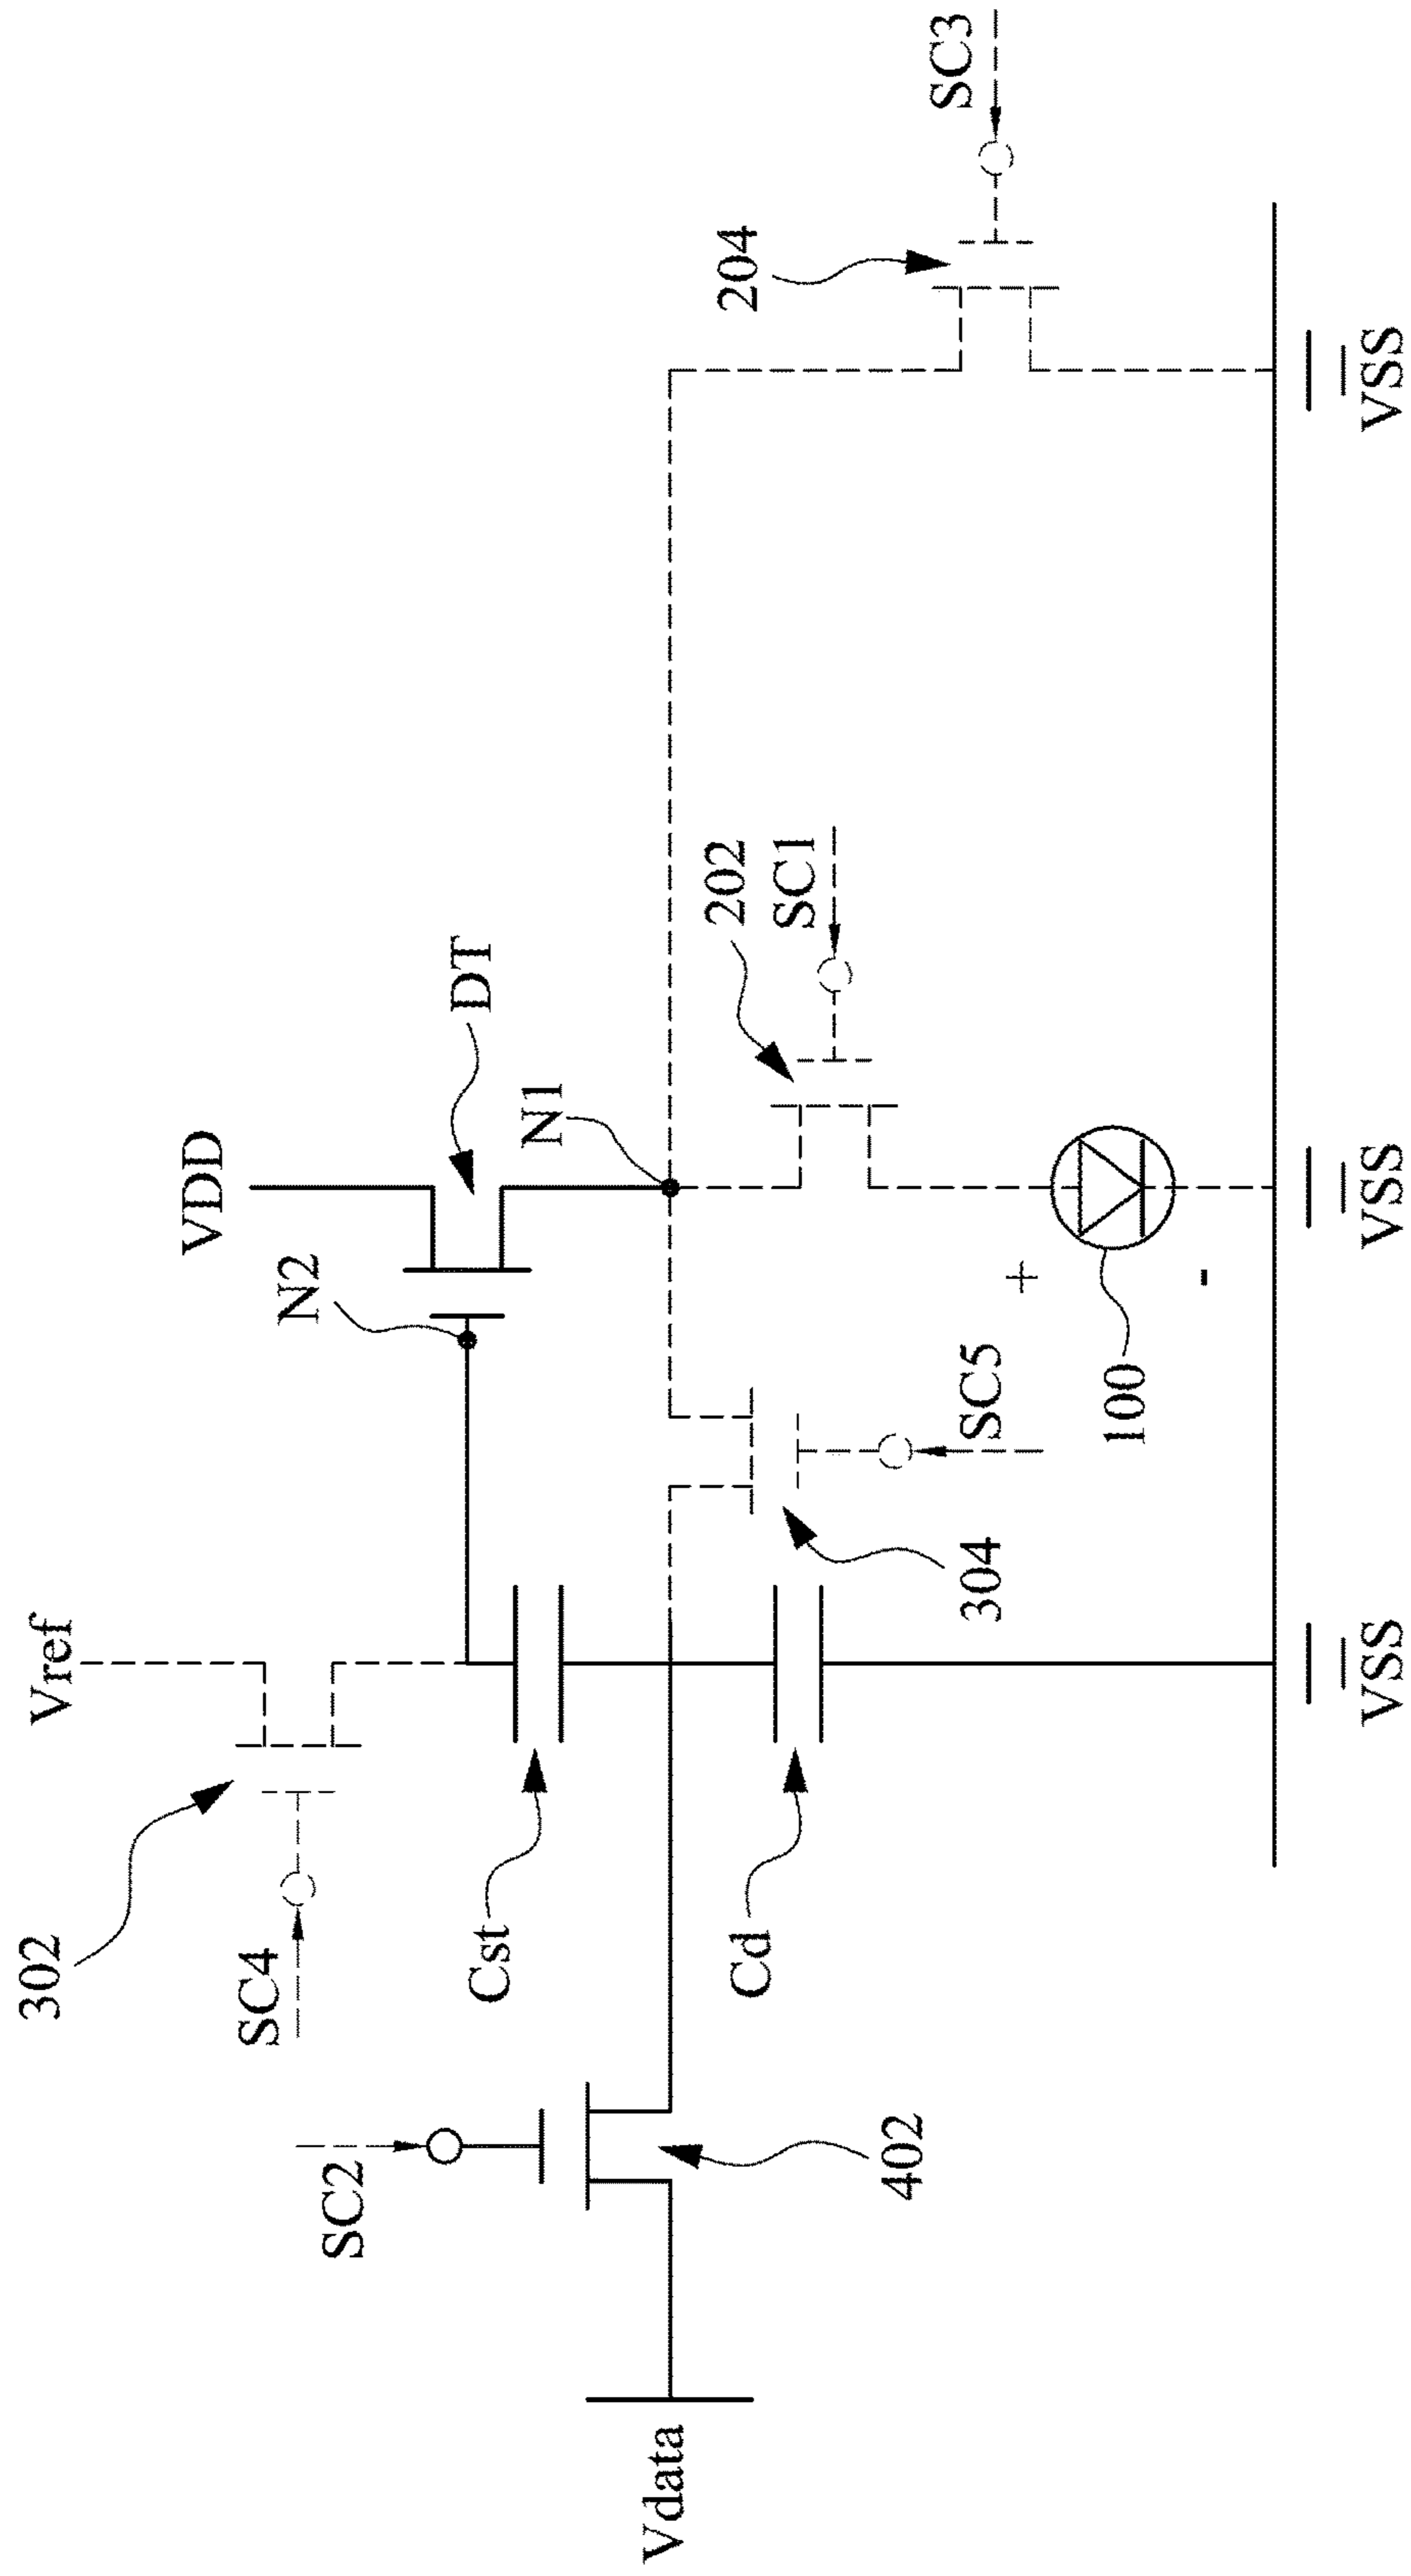 Vref
VDD
302
SC4
N2
DT
SC2
Cst
N1
Vdata
402
Cd
304
SC5
202
SC1
204
SC3
+
-
100
VSS
VSS
VSS